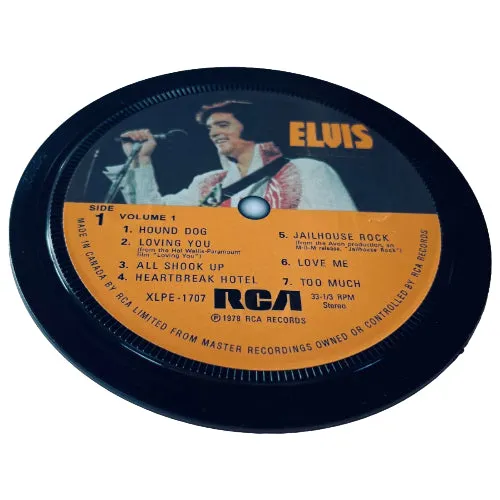 ELVIS
SIDE
1
VOLUME 1
1. HOUND DOG
2. LOVING YOU
(from the Hal Wallis-Paramount
film "Loving You")
3. ALL SHOOK UP
4. HEARTBREAK HOTEL
5. JAILHOUSE ROCK
(from the Avon production, an
M-G-M release, "Jailhouse Rock")
6. LOVE ME
7. TOO MUCH
XLPE-1707
RCA
33-1/3 RPM
Stereo
℗ 1978 RCA RECORDS
MADE IN CANADA BY RCA LIMITED FROM MASTER RECORDINGS OWNED OR CONTROLLED BY RCA RECORDS